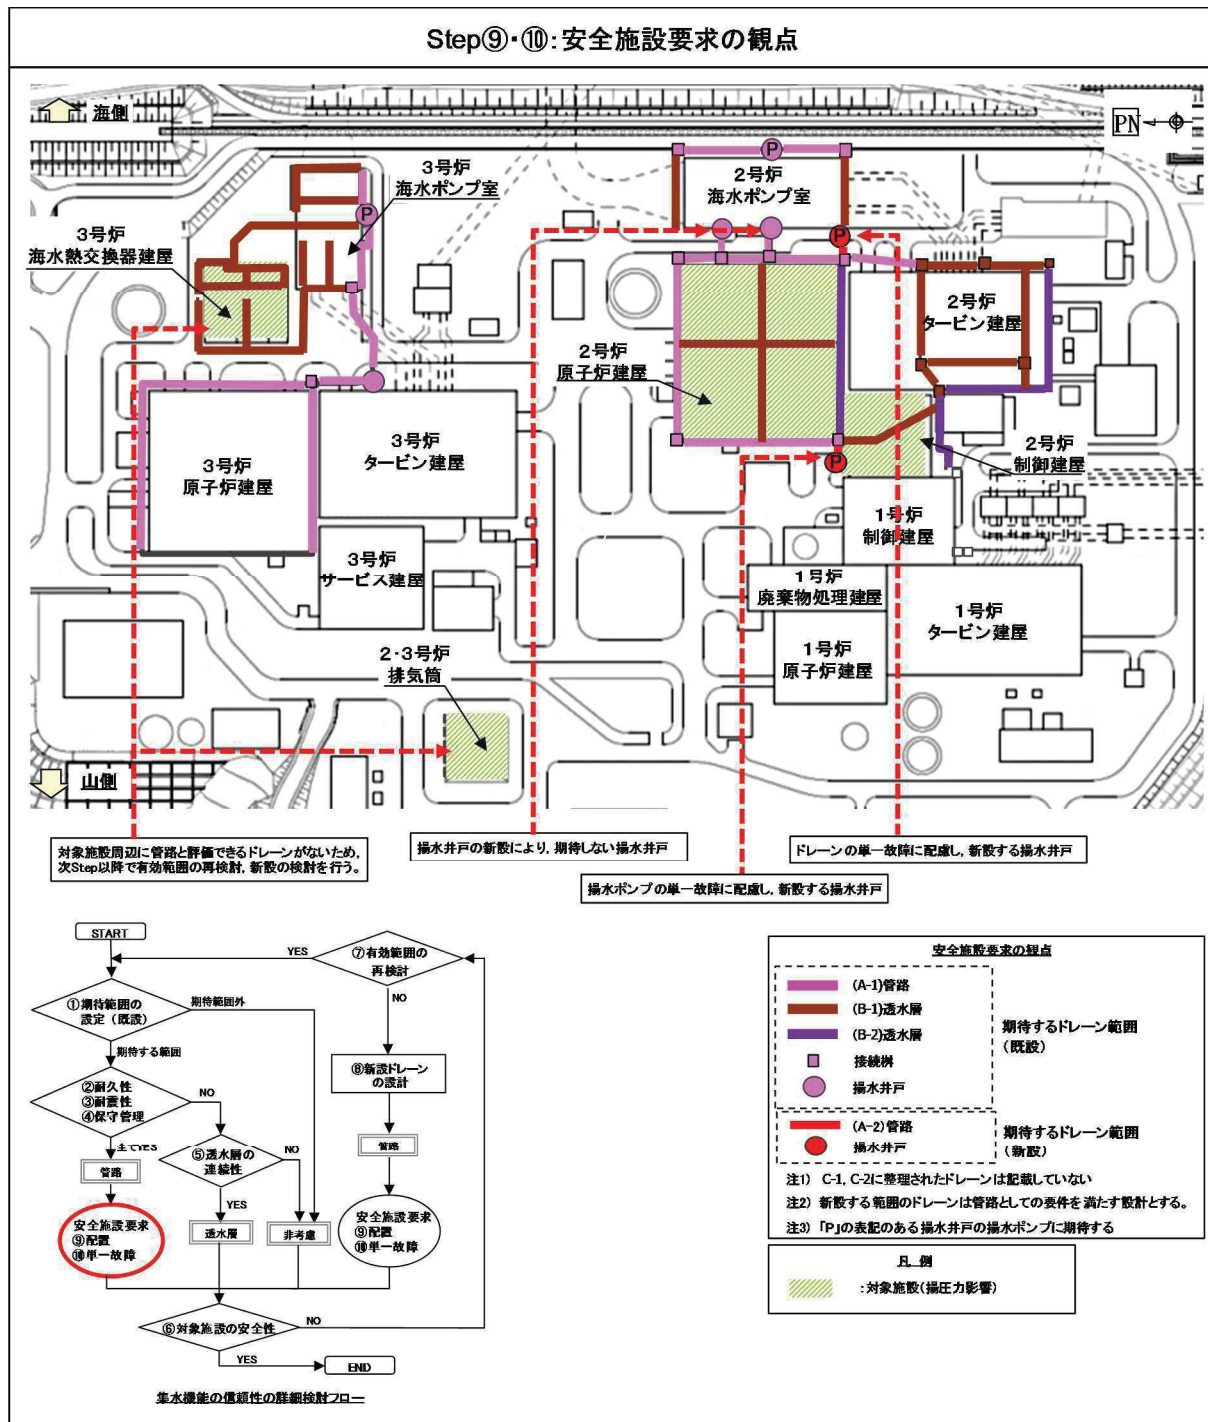 Step⑨・⑩：安全施設要求の観点
海側
PN
3号炉
海水ポンプ室
P
3号炉
海水熱交換器建屋
P
2号炉
海水ポンプ室
P
2号炉
タービン建屋
2号炉
原子炉建屋
3号炉
原子炉建屋
3号炉
タービン建屋
P
2号炉
制御建屋
1号炉
制御建屋
3号炉
サービス建屋
1号炉
廃棄物処理建屋
1号炉
タービン建屋
1号炉
原子炉建屋
2・3号炉
排気筒
山側
対象施設周辺に管路と評価できるドレーンがないため，
次Step以降で有効範囲の再検討，新設の検討を行う。
揚水井戸の新設により，期待しない揚水井戸
ドレーンの単一故障に配慮し，新設する揚水井戸
揚水ポンプの単一故障に配慮し，新設する揚水井戸
START
YES
⑦有効範囲の
再検討
NO
①期待範囲の
設定（既設）
期待範囲外
期待する範囲
⑧新設ドレーン
の設計
②耐久性
③耐震性
④保守管理
NO
全てYES
管路
⑤透水層の
連続性
NO
管路
YES
安全施設要求
⑨配置
⑩単一故障
透水層
非考慮
安全施設要求
⑨配置
⑩単一故障
⑥対象施設の安全性
NO
YES
END
集水機能の信頼性の詳細検討フロー
安全施設要求の観点
(A-1)管路
(B-1)透水層
(B-2)透水層
接続桝
揚水井戸
期待するドレーン範囲
（既設）
(A-2)管路
揚水井戸
期待するドレーン範囲
（新設）
注1） C-1，C-2に整理されたドレーンは記載していない
注2） 新設する範囲のドレーンは管路としての要件を満たす設計とする。
注3） 「P」の表記のある揚水井戸の揚水ポンプに期待する
凡 例
：対象施設（揚圧力影響）